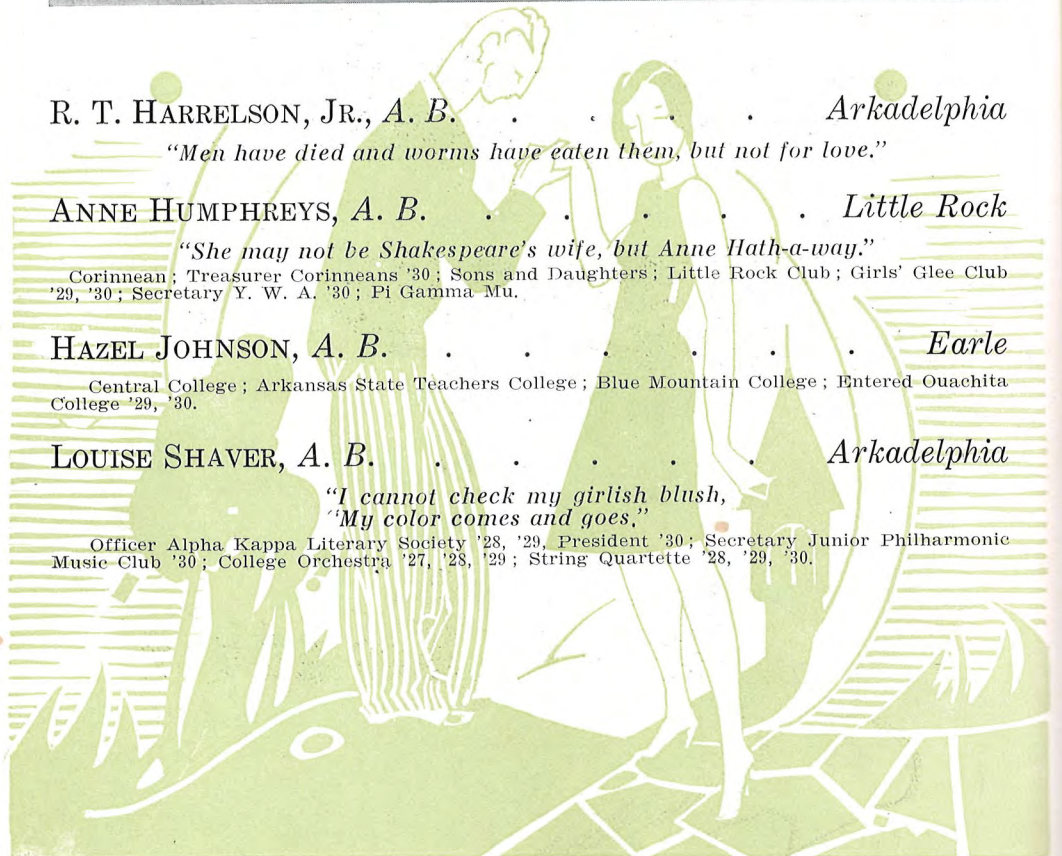 R. T. HARRELSON, JR., A. B. . . . . Arkadelphia
“Men have died and worms have eaten them, but not for love.”
ANNE HUMPHREYS, A. B. . . . . . Little Rock
“She may not be Shakespeare’s wife, but Anne Hath-a-way.”
Corinnean; Treasurer Corinneans ’30; Sons and Daughters; Little Rock Club; Girls’ Glee Club
’29, ’30; Secretary Y. W. A. ’30; Pi Gamma Mu.
HAZEL JOHNSON, A. B. . . . . . . Earle
Central College; Arkansas State Teachers College; Blue Mountain College; Entered Ouachita
College ’29, ’30.
LOUISE SHAVER, A. B. . . . . . Arkadelphia
“I cannot check my girlish blush,
“My color comes and goes.”
Officer Alpha Kappa Literary Society ’28, ’29, President ’30; Secretary Junior Philharmonic
Music Club ’30; College Orchestra ’27, ’28, ’29; String Quartette ’28, ’29, ’30.